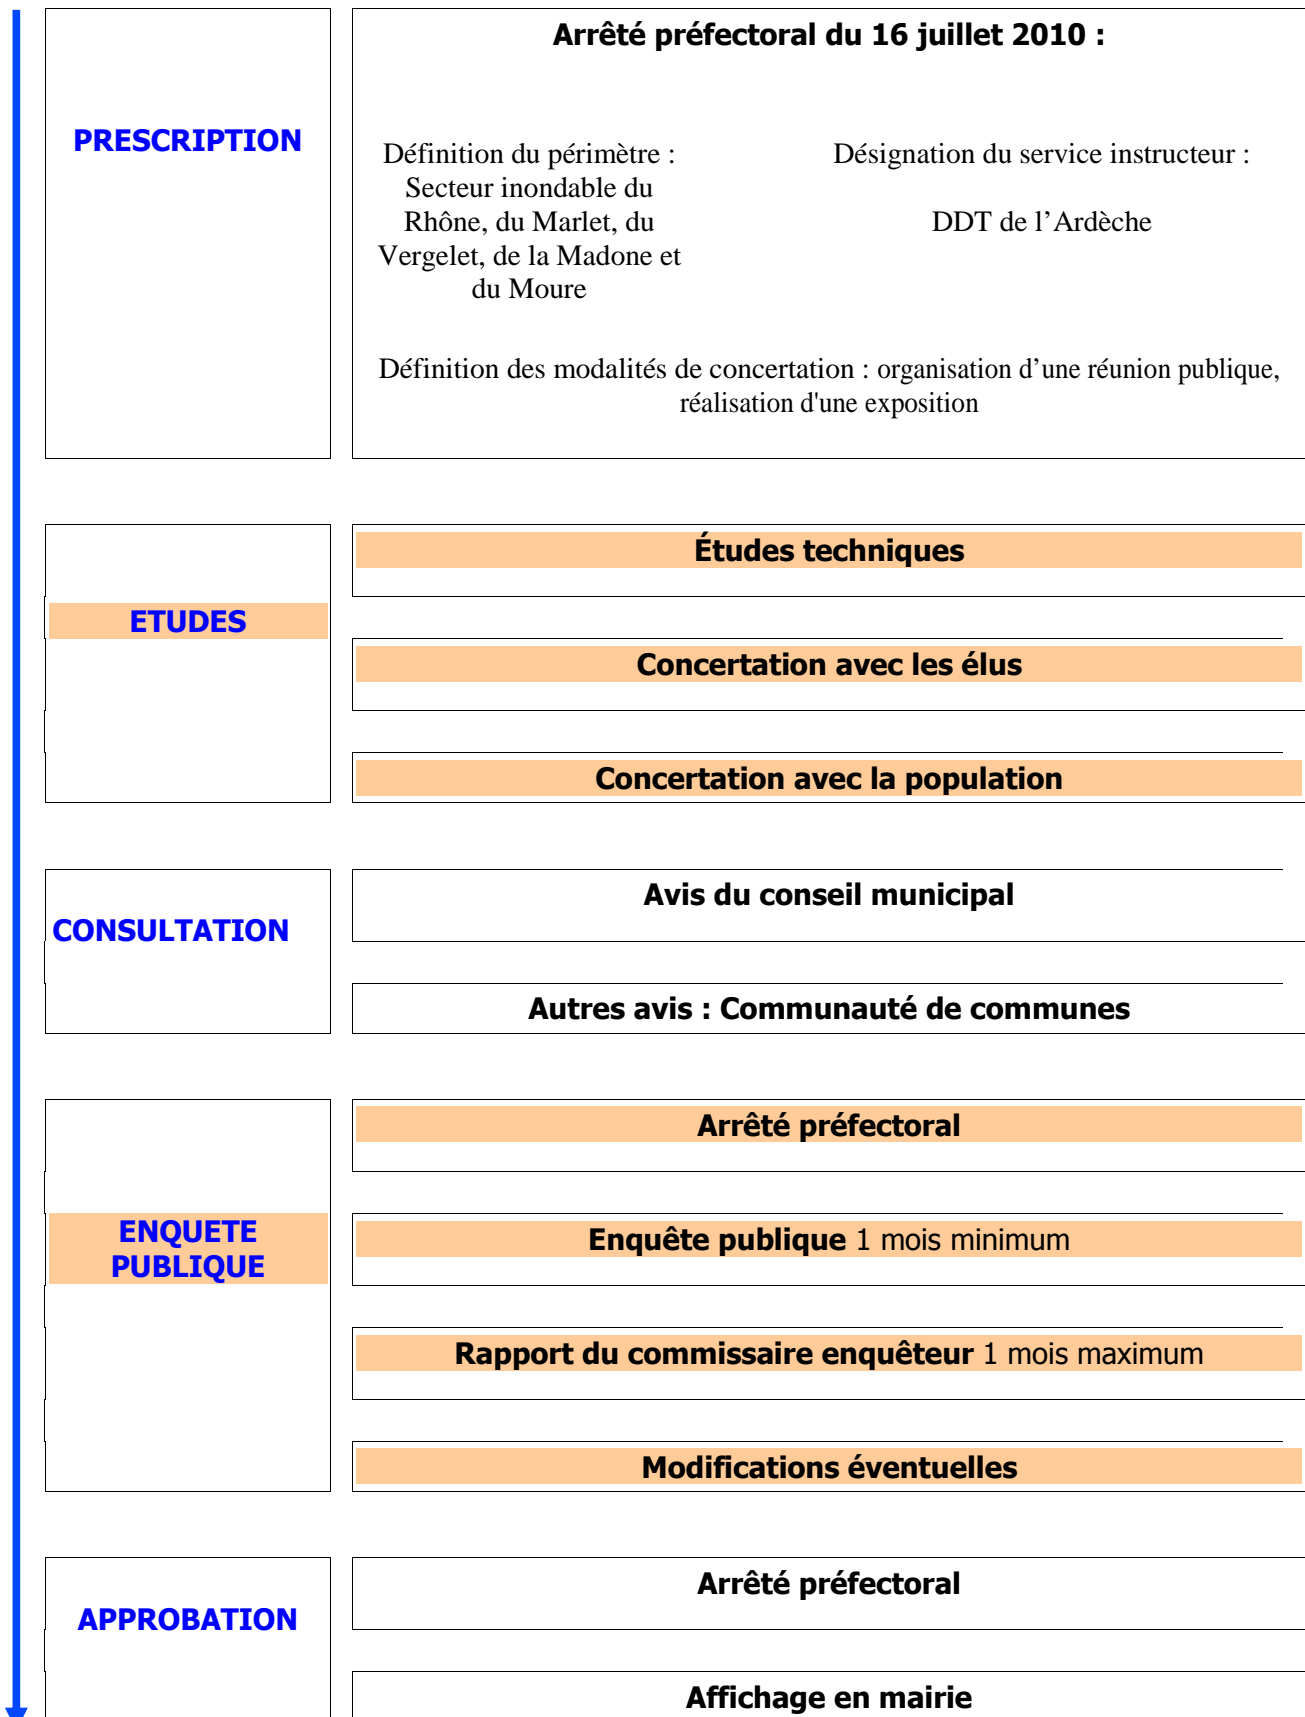 PRESCRIPTION
Arrêté préfectoral du 16 juillet 2010 :
Définition du périmètre :
Secteur inondable du
Rhône, du Marlet, du
Vergelet, de la Madone et
du Moure
Désignation du service instructeur :
DDT de l’Ardèche
Définition des modalités de concertation : organisation d’une réunion publique,
réalisation d'une exposition
ETUDES
Études techniques
Concertation avec les élus
Concertation avec la population
CONSULTATION
Avis du conseil municipal
Autres avis : Communauté de communes
ENQUETE
PUBLIQUE
Arrêté préfectoral
Enquête publique 1 mois minimum
Rapport du commissaire enquêteur 1 mois maximum
Modifications éventuelles
APPROBATION
Arrêté préfectoral
Affichage en mairie